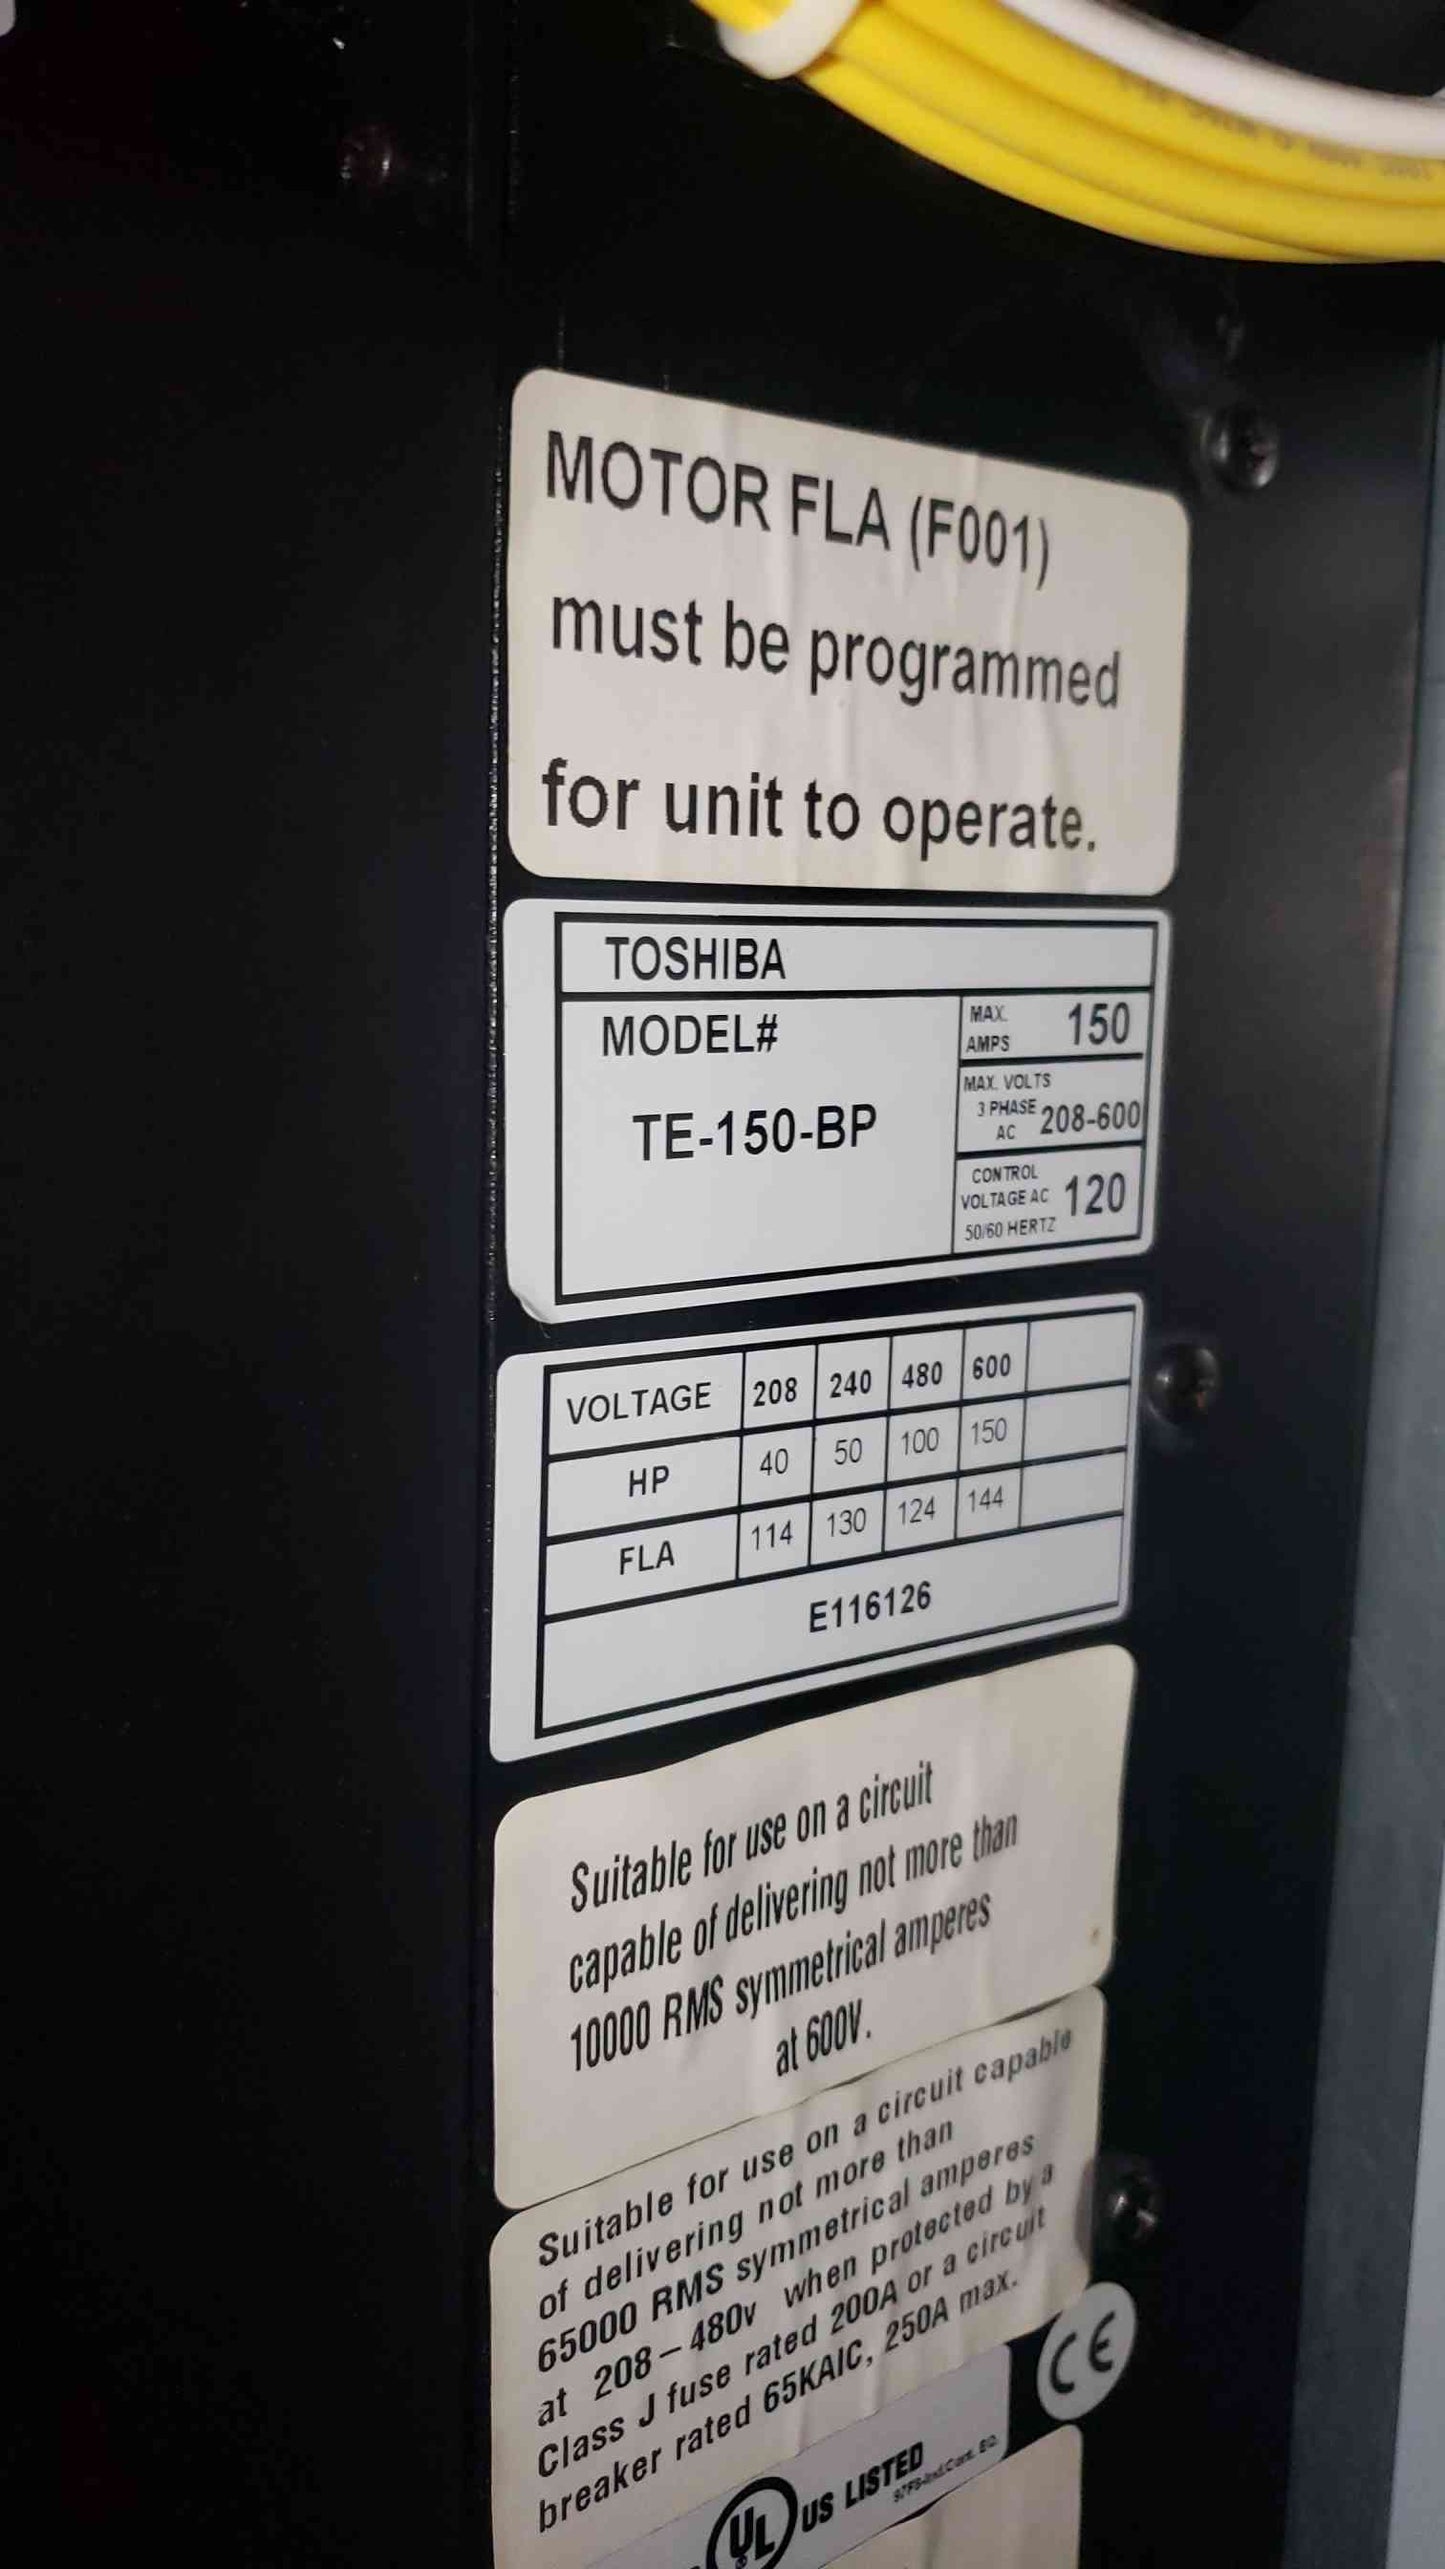 MOTOR FLA (F001)
must be programmed
for unit to operate.
TOSHIBA
MODEL#
TE-150-BP
MAX.
AMPS 150
MAX. VOLTS
3 PHASE
AC 208-600
CONTROL
VOLTAGE AC
50/60 HERTZ 120
VOLTAGE 208 240 480 600
HP 40 50 100 150
FLA 114 130 124 144
E116126
Suitable for use on a circuit
capable of delivering not more than
10000 RMS symmetrical amperes
at 600V.
Suitable for use on a circuit capable
of delivering not more than
65000 RMS symmetrical amperes
at 208 – 480v when protected by a
Class J fuse rated 200A or a circuit
breaker rated 65KAIC, 250A max.
CE
UL US LISTED